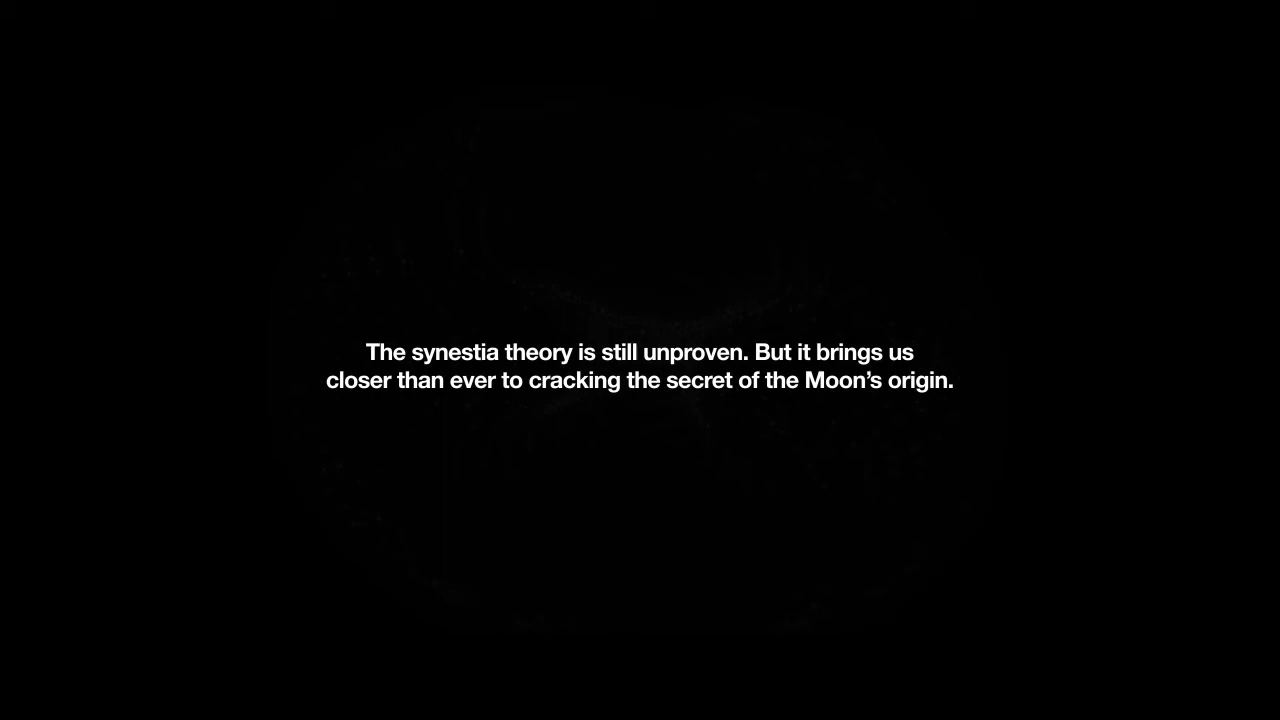 The synestia theory is still unproven. But it brings us
closer than ever to cracking the secret of the Moon’s origin.